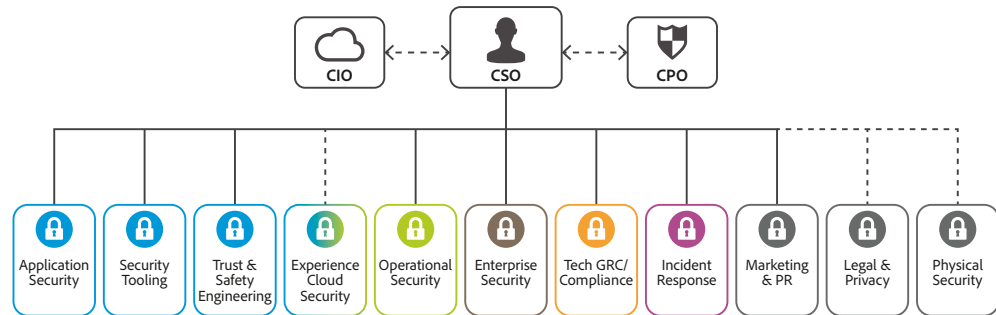 CIO
CSO
CPO
Application
Security
Security
Tooling
Trust &
Safety
Engineering
Experience
Cloud
Security
Operational
Security
Enterprise
Security
Tech GRC/
Compliance
Incident
Response
Marketing
& PR
Legal &
Privacy
Physical
Security